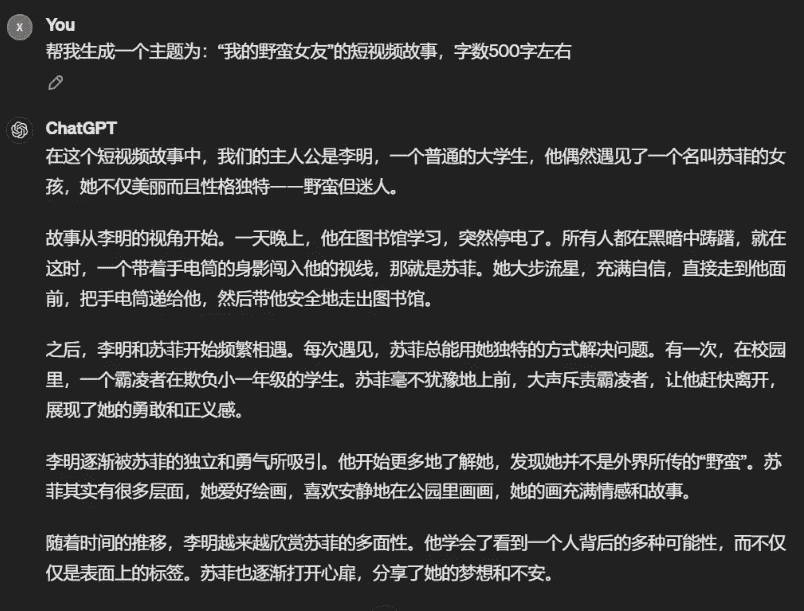 X
You
帮我生成一个主题为：“我的野蛮女友”的短视频故事，字数500字左右
ChatGPT
在这个短视频故事中，我们的主人公是李明，一个普通的大学生，他偶然遇见了一个名叫苏菲的女
孩，她不仅美丽而且性格独特——野蛮但迷人。
故事从李明的视角开始。一天晚上，他在图书馆学习，突然停电了。所有人都在黑暗中踌躇，就在
这时，一个带着手电筒的身影闯入他的视线，那就是苏菲。她大步流星，充满自信，直接走到他面
前，把手电筒递给他，然后带他安全地走出图书馆。
之后，李明和苏菲开始频繁相遇。每次遇见，苏菲总能用她独特的方式解决问题。有一次，在校园
里，一个霸凌者在欺负小一年级的学生。苏菲毫不犹豫地上前，大声斥责霸凌者，让他赶快离开，
展现了她的勇敢和正义感。
李明逐渐被苏菲的独立和勇气所吸引。他开始更多地了解她，发现她并不是外界所传的“野蛮”。苏
菲其实有很多层面，她爱好绘画，喜欢安静地在公园里画画，她的画充满情感和故事。
随着时间的推移，李明越来越欣赏苏菲的多面性。他学会了看到一个人背后的多种可能性，而不仅
仅是表面上的标签。苏菲也逐渐打开心扉，分享了她的梦想和不安。